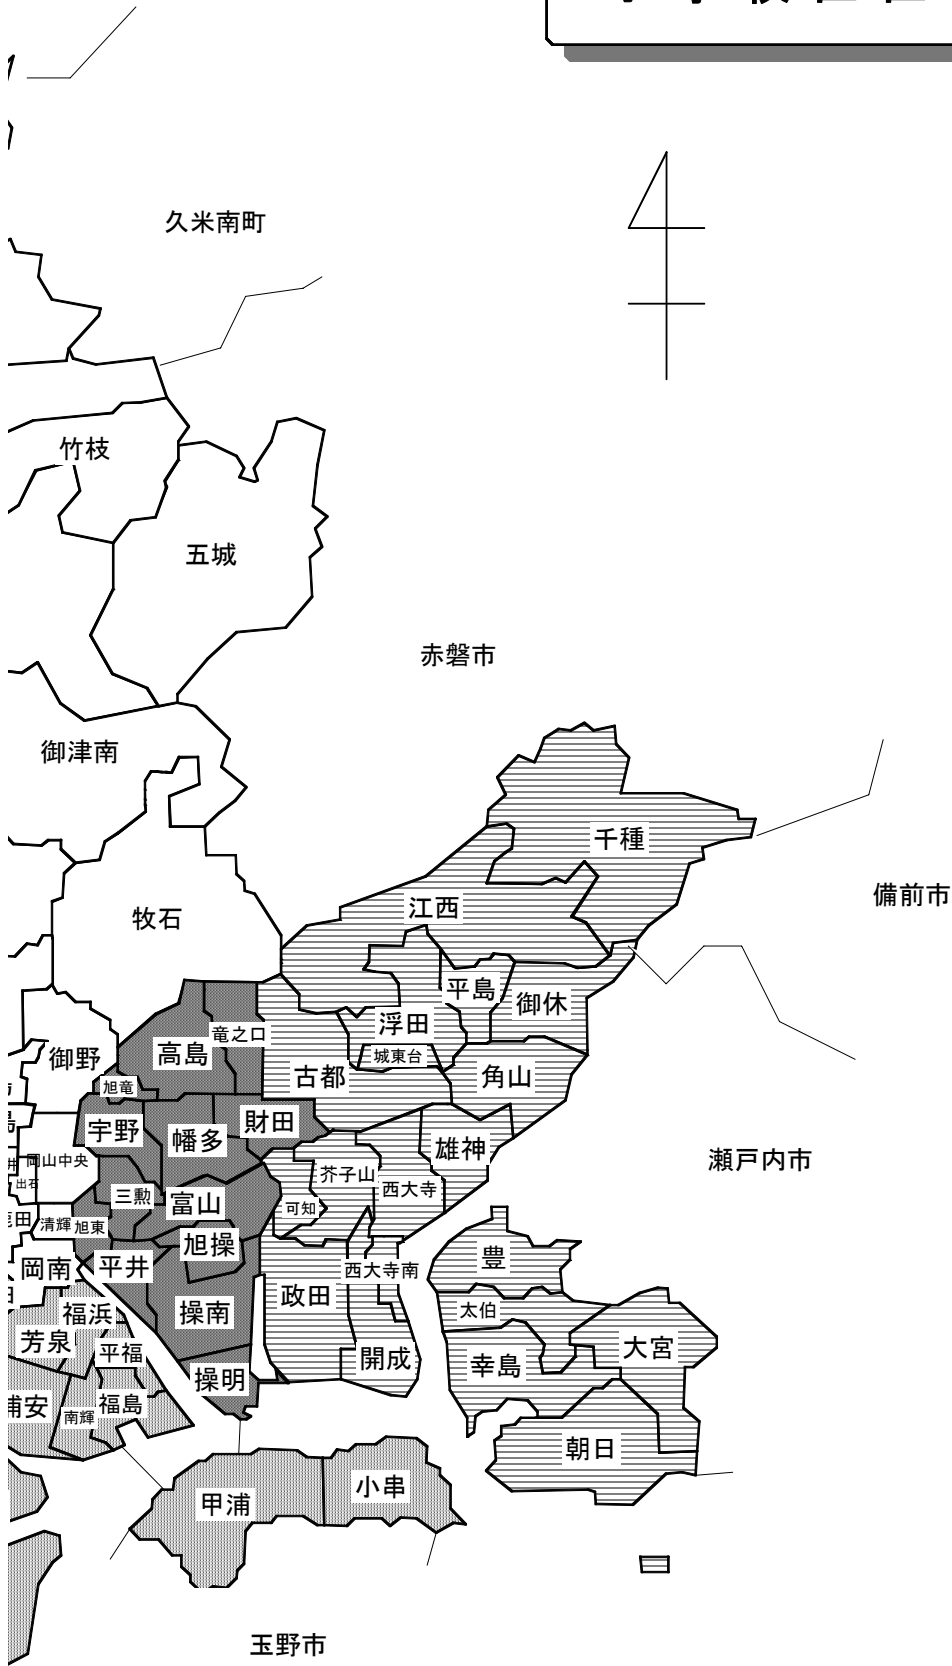 久米南町
竹枝
五城
赤磐市
御津南
千種
備前市
牧石
江西
平島
御休
浮田
竜之口
高島
御野
城東台
古都
角山
旭竜
財田
宇野
幡多
雄神
岡山中央
瀬戸内市
芥子山
出石
西大寺
三勲
富山
可知
清輝
旭東
旭操
豊
岡南
平井
西大寺南
政田
福浜
操南
太伯
芳泉
平福
開成
幸島
大宮
操明
福島
浦安
南輝
朝日
小串
甲浦
玉野市